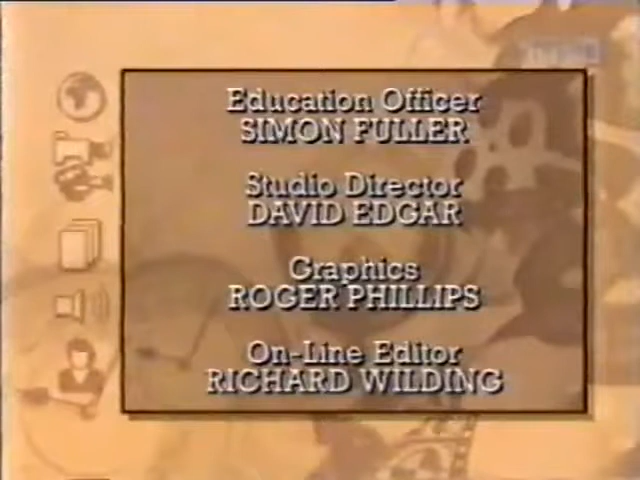 Education Officer
SIMON FULLER
Studio Director
DAVID EDGAR
Graphics
ROGER PHILLIPS
On-Line Editor
RICHARD WILDING